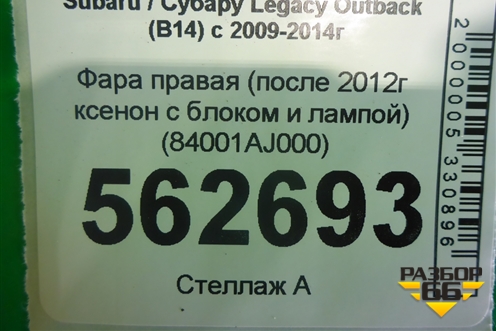 Subaru / Субару Legacy Outback
(B14) с 2009-2014г
Фара правая (после 2012г
ксенон с блоком и лампой)
(84001AJ000)
562693
Стеллаж А
2000005330896
РАЗБОР
66